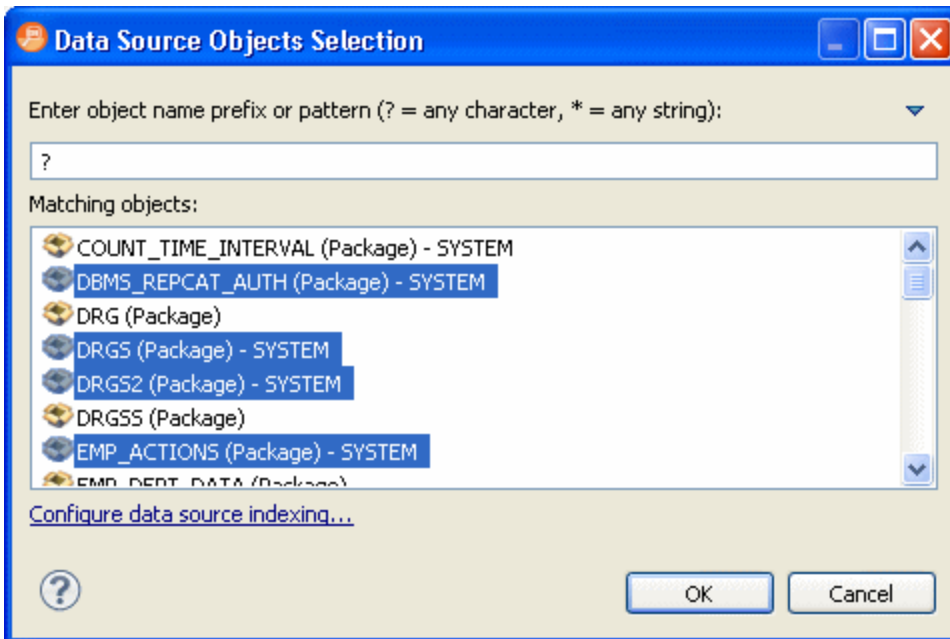 Data Source Objects Selection
Enter object name prefix or pattern (? = any character, * = any string):
?
Matching objects:
COUNT_TIME_INTERVAL (Package) - SYSTEM
DBMS_REPCAT_AUTH (Package) - SYSTEM
DRG (Package)
DRGS (Package) - SYSTEM
DRGS2 (Package) - SYSTEM
DRGSS (Package)
EMP_ACTIONS (Package) - SYSTEM
EMP_DEPT_DATA (Package)
Configure data source indexing...
? OK Cancel